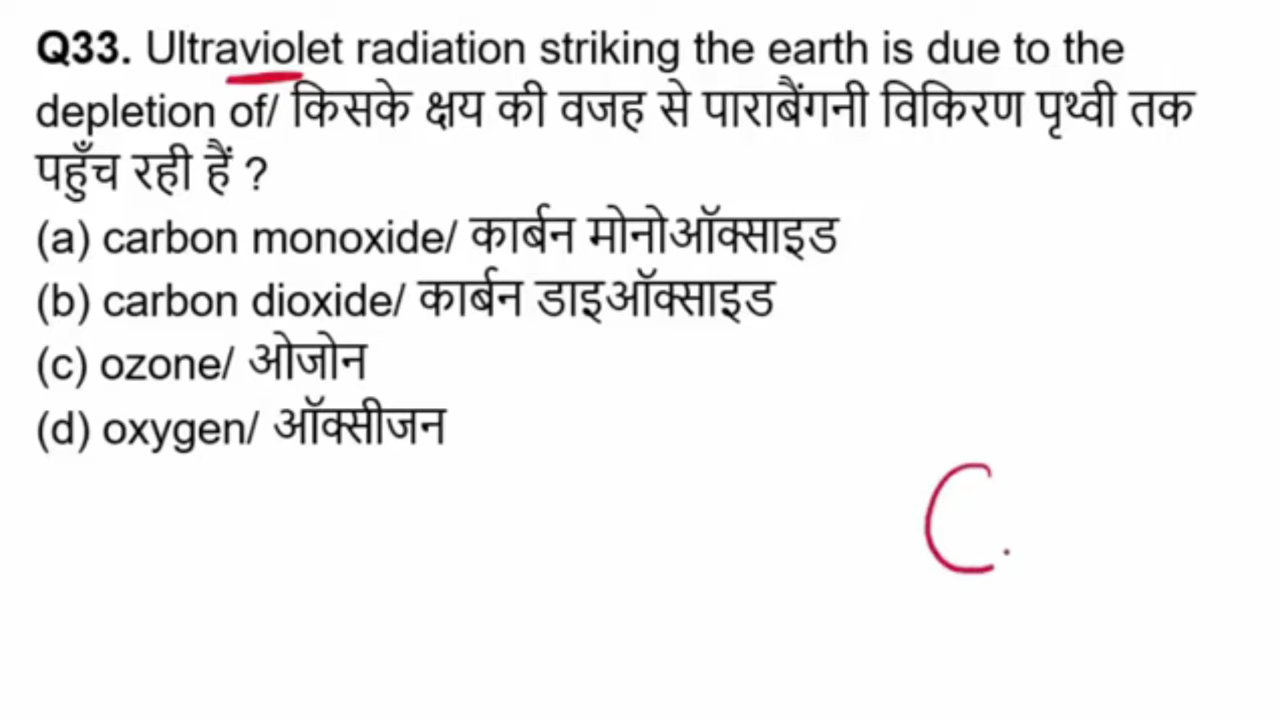 Q33. Ultraviolet radiation striking the earth is due to the
depletion of/ किसके क्षय की वजह से पाराबैंगनी विकिरण पृथ्वी तक
पहुँच रही हैं ?
(a) carbon monoxide/ कार्बन मोनोऑक्साइड
(b) carbon dioxide/ कार्बन डाइऑक्साइड
(c) ozone/ ओजोन
(d) oxygen/ ऑक्सीजन
C.